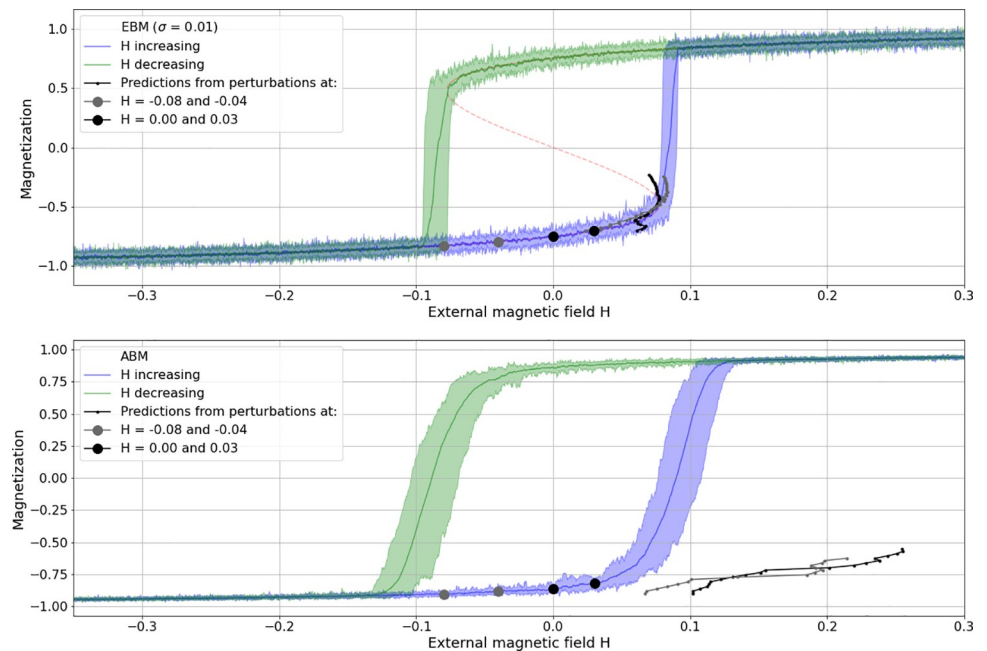 EBM (σ = 0.01)
H increasing
H decreasing
Predictions from perturbations at:
H = -0.08 and -0.04
H = 0.00 and 0.03
Magnetization
1.0
0.5
0.0
−0.5
−1.0
−0.3 −0.2 −0.1 0.0 0.1 0.2 0.3
External magnetic field H
ABM
H increasing
H decreasing
Predictions from perturbations at:
H = -0.08 and -0.04
H = 0.00 and 0.03
Magnetization
1.00
0.75
0.50
0.25
0.00
−0.25
−0.50
−0.75
−1.00
−0.3 −0.2 −0.1 0.0 0.1 0.2 0.3
External magnetic field H